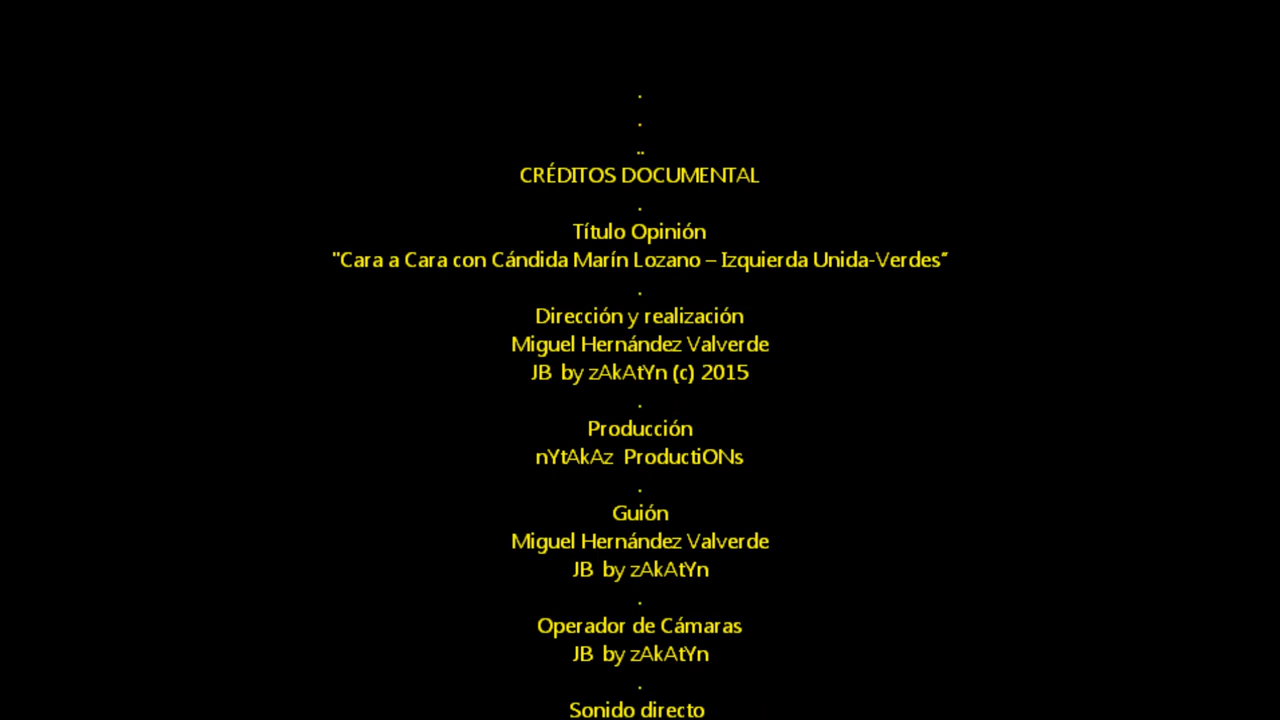 .
.
..
CRÉDITOS DOCUMENTAL
.
Título Opinión
"Cara a Cara con Cándida Marín Lozano – Izquierda Unida-Verdes”
.
Dirección y realización
Miguel Hernández Valverde
JB  by zAkAtYn (c) 2015
.
Producción
nYtAkAz  ProductiONs
.
Guión
Miguel Hernández Valverde
JB  by zAkAtYn
.
Operador de Cámaras
JB  by zAkAtYn
.
Sonido directo